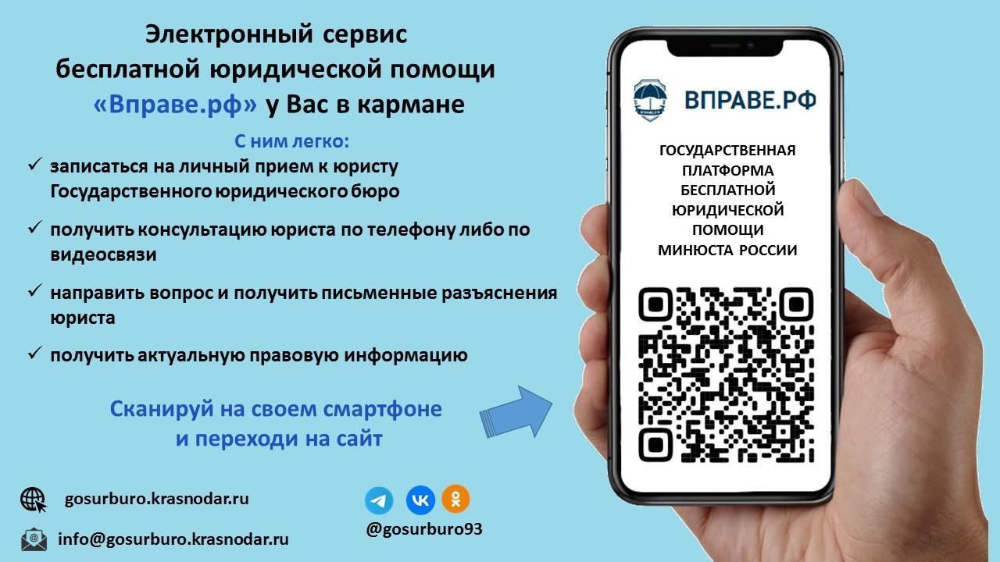 Электронный сервис
бесплатной юридической помощи
«Вправе.рф» у Вас в кармане
С ним легко:
✓ записаться на личный прием к юристу
Государственного юридического бюро
✓ получить консультацию юриста по телефону либо по
видеосвязи
✓ направить вопрос и получить письменные разъяснения
юриста
✓ получить актуальную правовую информацию
Сканируй на своем смартфоне
и переходи на сайт
gosurburo.krasnodar.ru
info@gosurburo.krasnodar.ru
@gosurburo93
ВПРАВЕ.РФ
ВПРАВЕ.РФ
ГОСУДАРСТВЕННАЯ
ПЛАТФОРМА
БЕСПЛАТНОЙ
ЮРИДИЧЕСКОЙ
ПОМОЩИ
МИНЮСТА РОССИИ